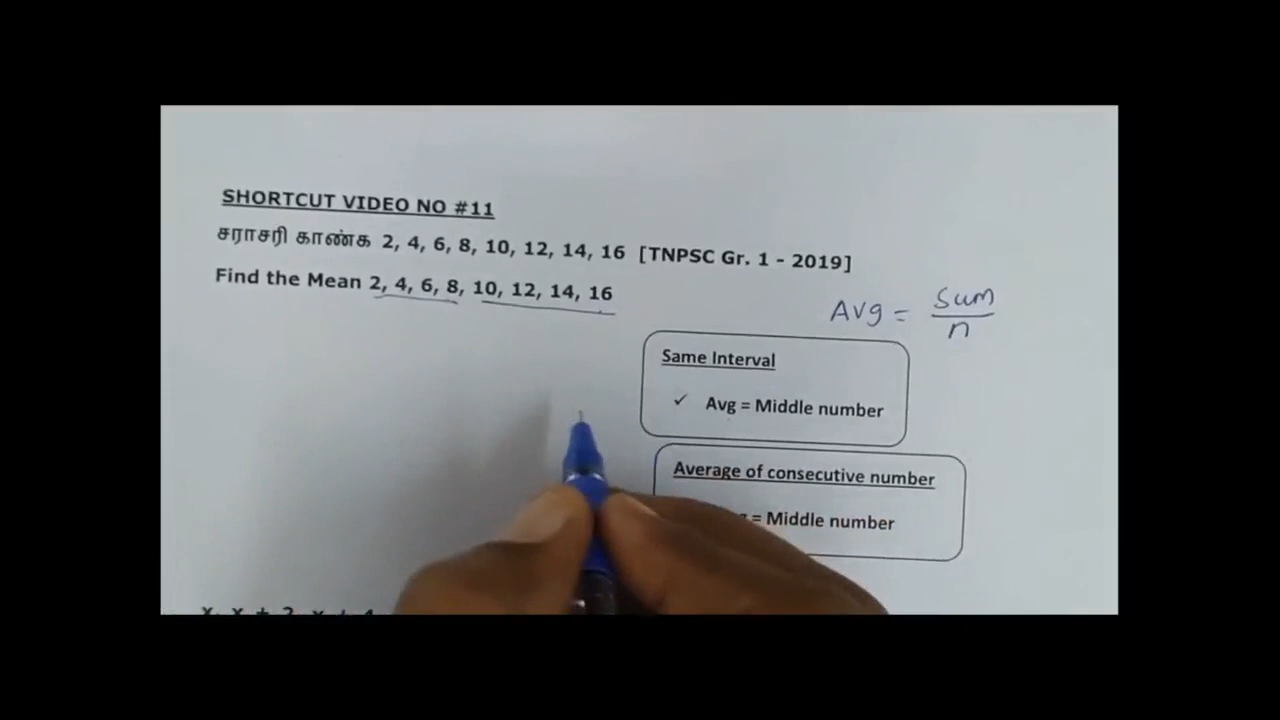 SHORTCUT VIDEO NO #11
சராசரி காண்க 2, 4, 6, 8, 10, 12, 14, 16 [TNPSC Gr. 1 - 2019]
Find the Mean 2, 4, 6, 8, 10, 12, 14, 16
Avg = sum
n
Same Interval
✓ Avg = Middle number
Average of consecutive number
= Middle number